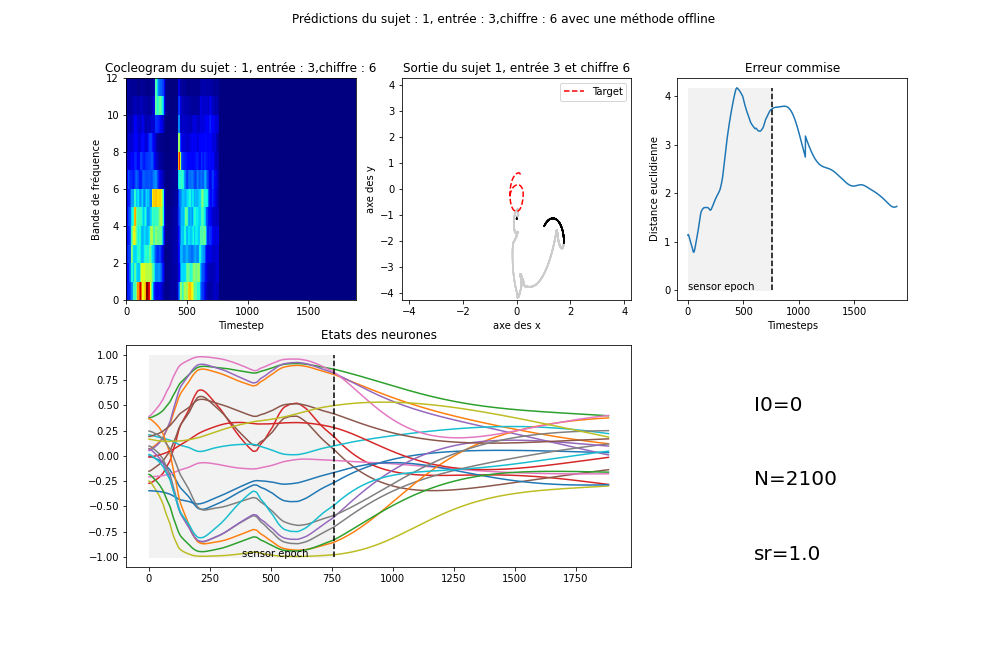 Prédictions du sujet : 1, entrée : 3,chiffre : 6 avec une méthode offline
Cocleogram du sujet : 1, entrée : 3,chiffre : 6
12
10
8
6
4
2
0
Bande de fréquence
0 500 1000 1500
Timestep
Sortie du sujet 1, entrée 3 et chiffre 6
Target
4
3
2
1
0
−1
−2
−3
−4
axe des y
−4 −2 0 2 4
axe des x
Erreur commise
4
3
2
1
0
Distance euclidienne
sensor epoch
0 500 1000 1500
Timesteps
Etats des neurones
1.00
0.75
0.50
0.25
0.00
−0.25
−0.50
−0.75
−1.00
sensor epoch
0 250 500 750 1000 1250 1500 1750
I0=0
N=2100
sr=1.0